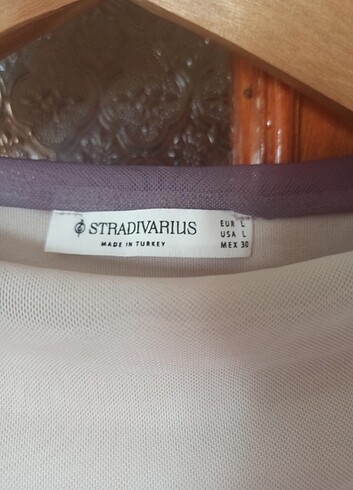 STRADIVARIUS
MADE IN TURKEY
EUR L
USA L
MEX 30